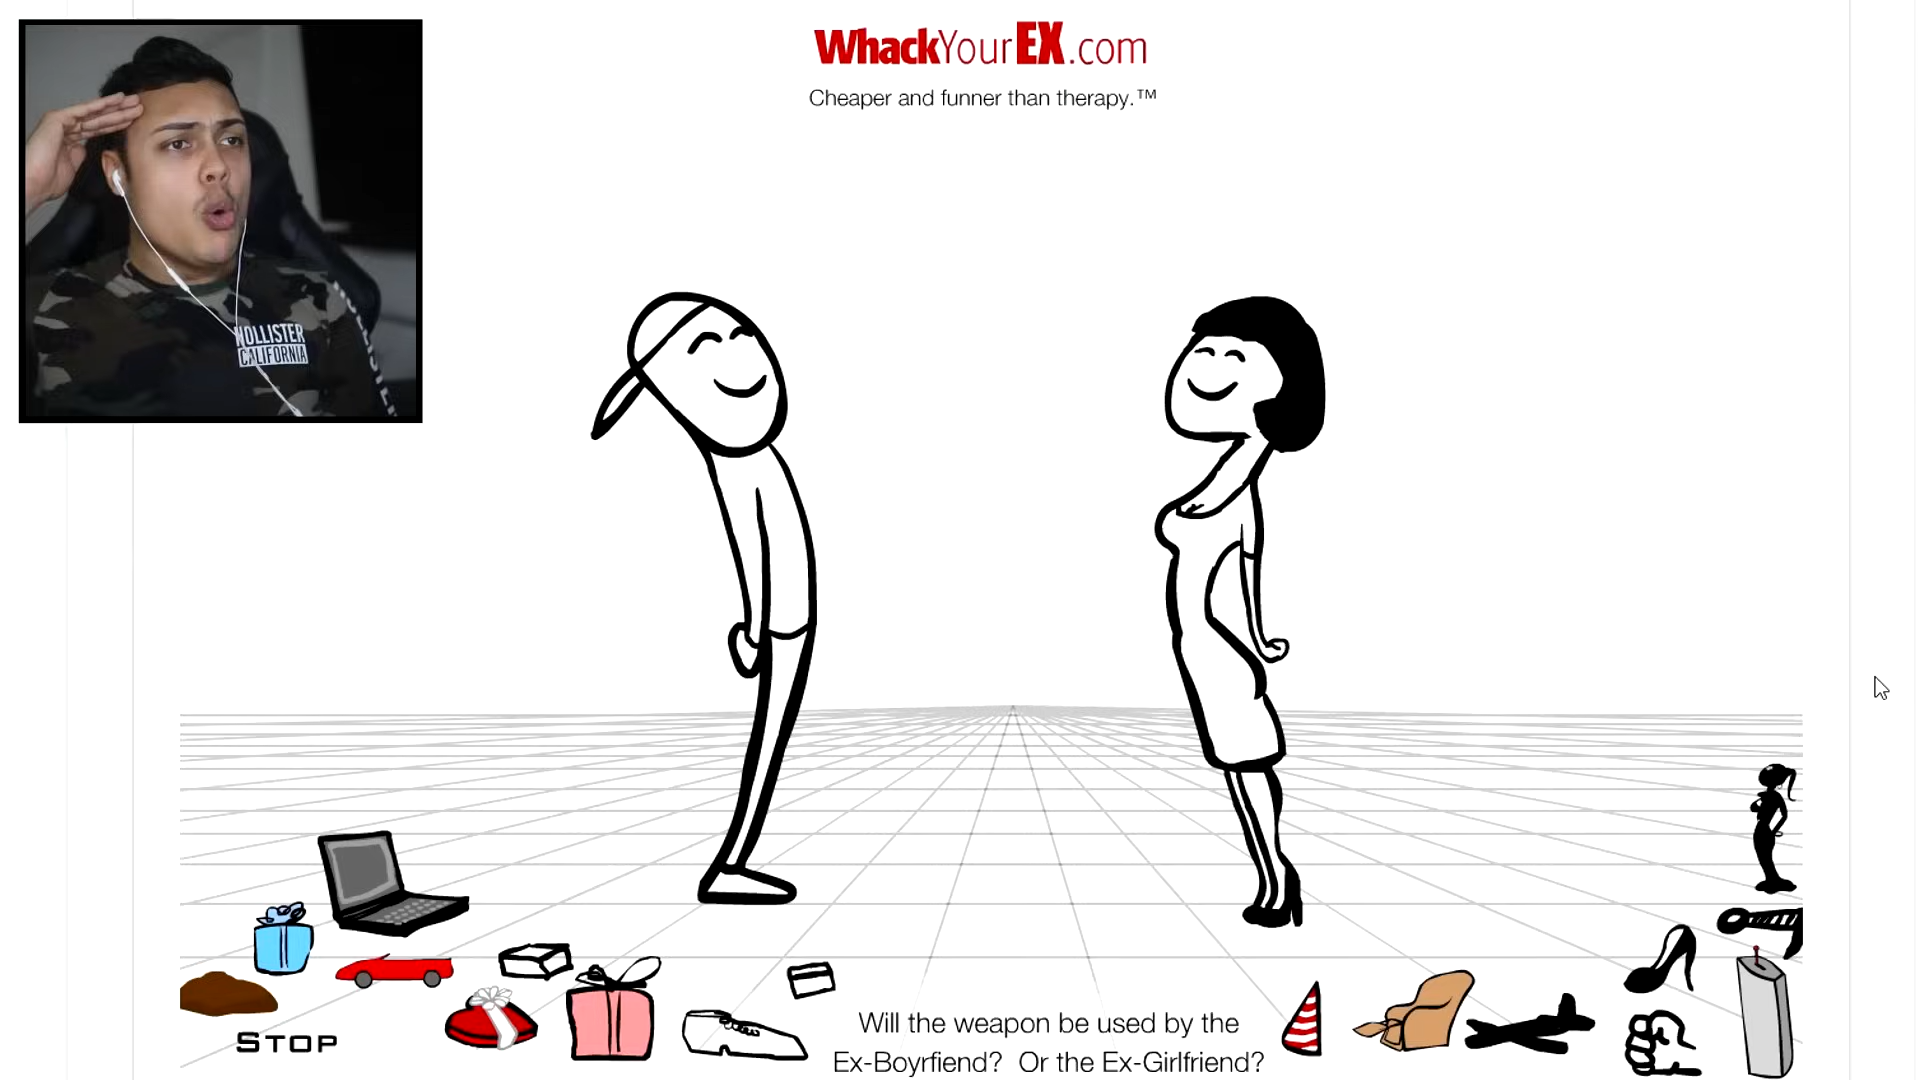 WhackYourEX.com
Cheaper and funner than therapy.™
HOLLISTER
CALIFORNIA
STOP
Will the weapon be used by the
Ex-Boyrfiend? Or the Ex-Girlfriend?